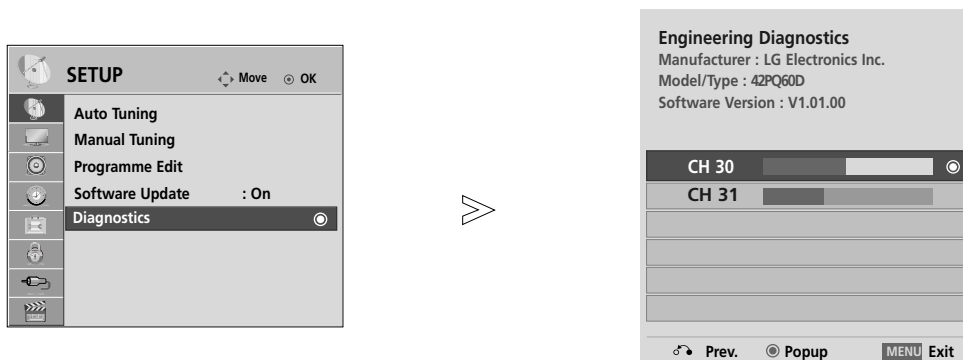 SETUP Move OK
Auto Tuning
Manual Tuning
Programme Edit
Software Update : On
Diagnostics
Engineering Diagnostics
Manufacturer : LG Electronics Inc.
Model/Type : 42PQ60D
Software Version : V1.01.00
CH 30
CH 31
Prev. Popup MENU Exit